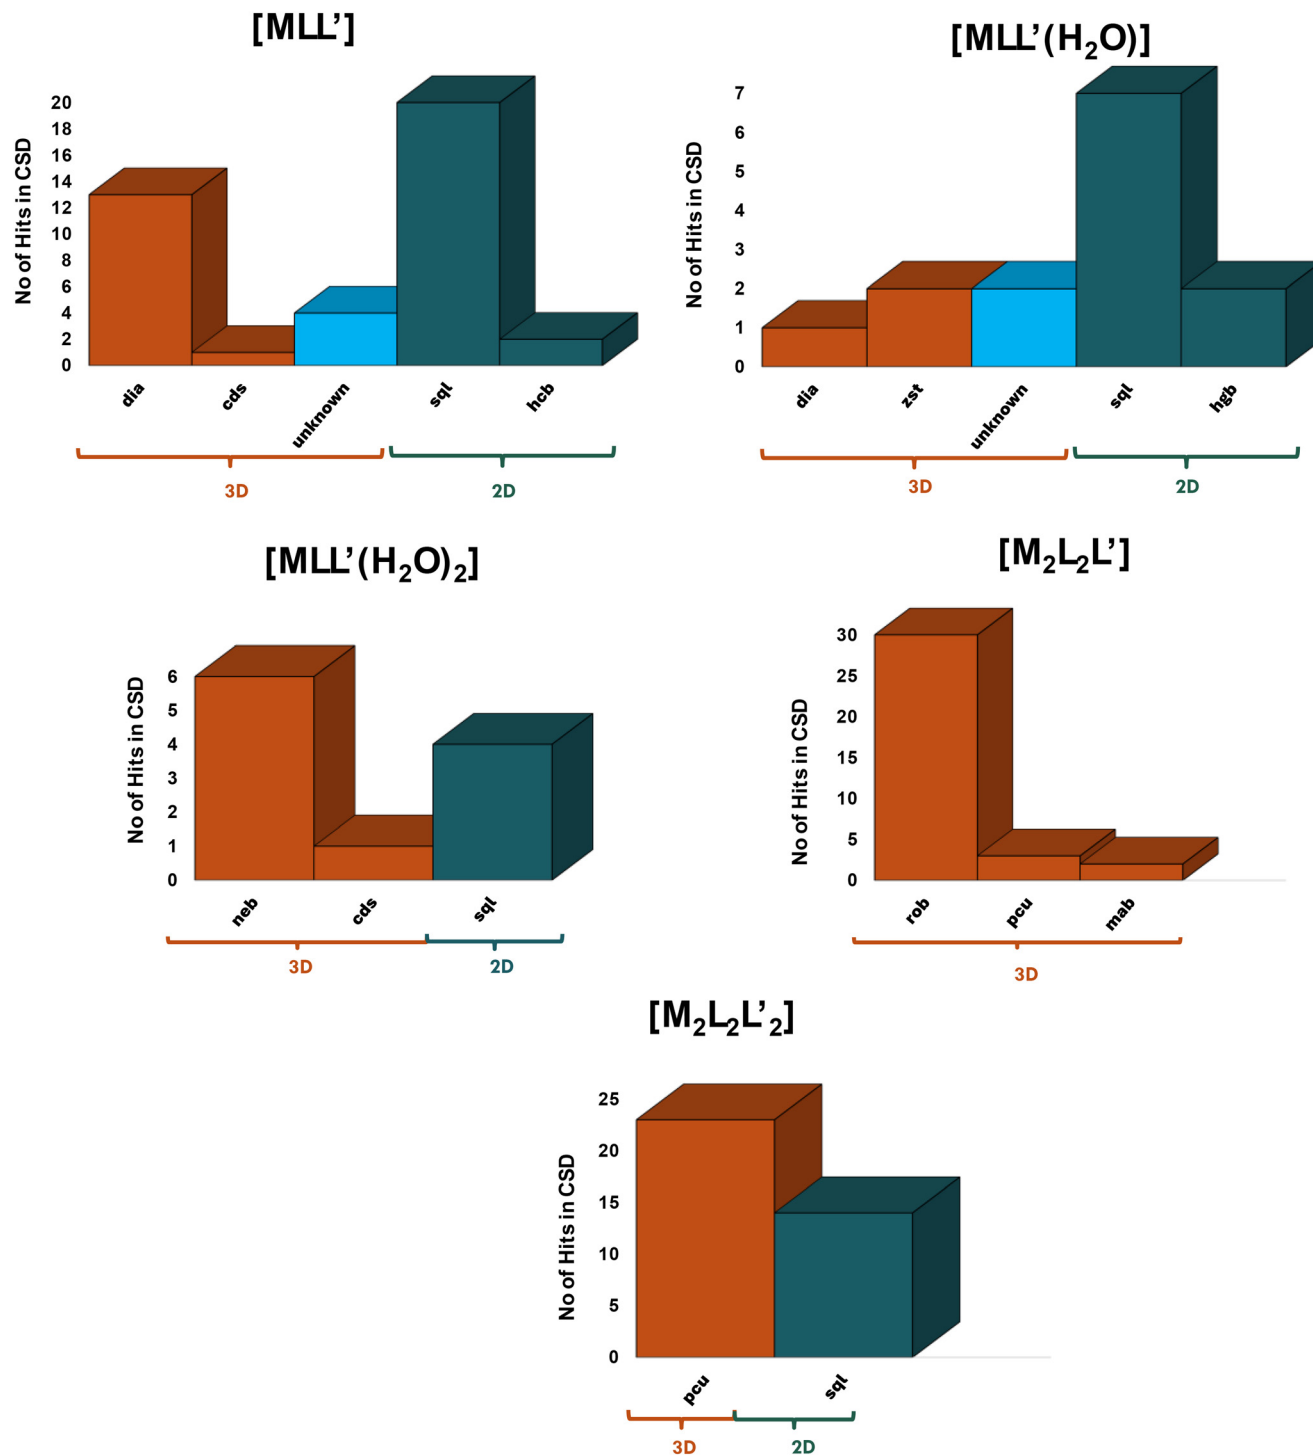 [MLL’]
No of Hits in CSD
20
18
16
14
12
10
8
6
4
2
0
dia
cds
unknown
sql
hcb
3D
2D
[MLL’(H₂O)]
No of Hits in CSD
7
6
5
4
3
2
1
0
dia
zst
unknown
sql
hgb
3D
2D
[MLL’(H₂O)₂]
No of Hits in CSD
6
5
4
3
2
1
0
neb
cds
sql
3D
2D
[M₂L₂L’]
No of Hits in CSD
30
25
20
15
10
5
0
rob
pcu
mab
3D
[M₂L₂L’₂]
No of Hits in CSD
25
20
15
10
5
0
pcu
sql
3D
2D